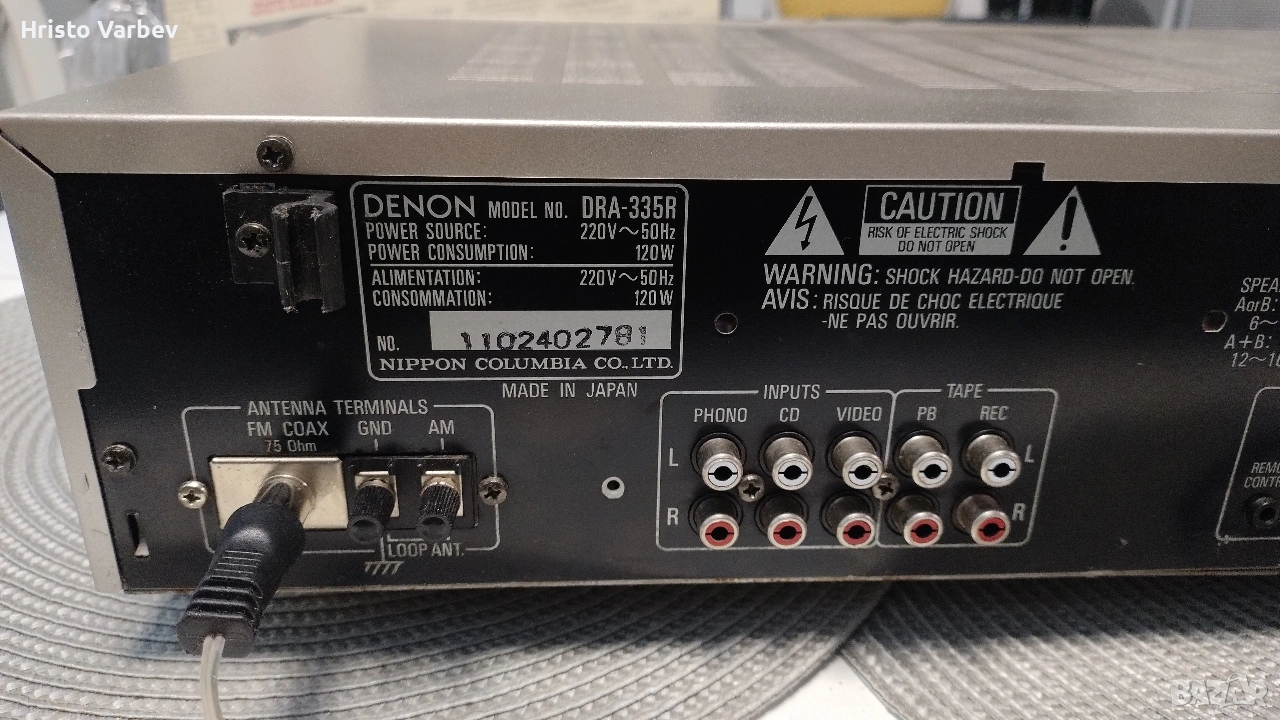 Hristo Varbev
DENON MODEL NO. DRA-335R
POWER SOURCE: 220V~50Hz
POWER CONSUMPTION: 120W
ALIMENTATION: 220V~50Hz
CONSOMMATION: 120W
NO. 1102402781
NIPPON COLUMBIA CO.,LTD.
MADE IN JAPAN
CAUTION
RISK OF ELECTRIC SHOCK
DO NOT OPEN
WARNING: SHOCK HAZARD-DO NOT OPEN.
AVIS: RISQUE DE CHOC ELECTRIQUE
-NE PAS OUVRIR.
SPEA
AorB:
6~
A+B:
12~16
ANTENNA TERMINALS
FM COAX GND AM
75 Ohm
LOOP ANT.
INPUTS TAPE
PHONO CD VIDEO PB REC
L L
R R
REMO
CONTR
BAZAR